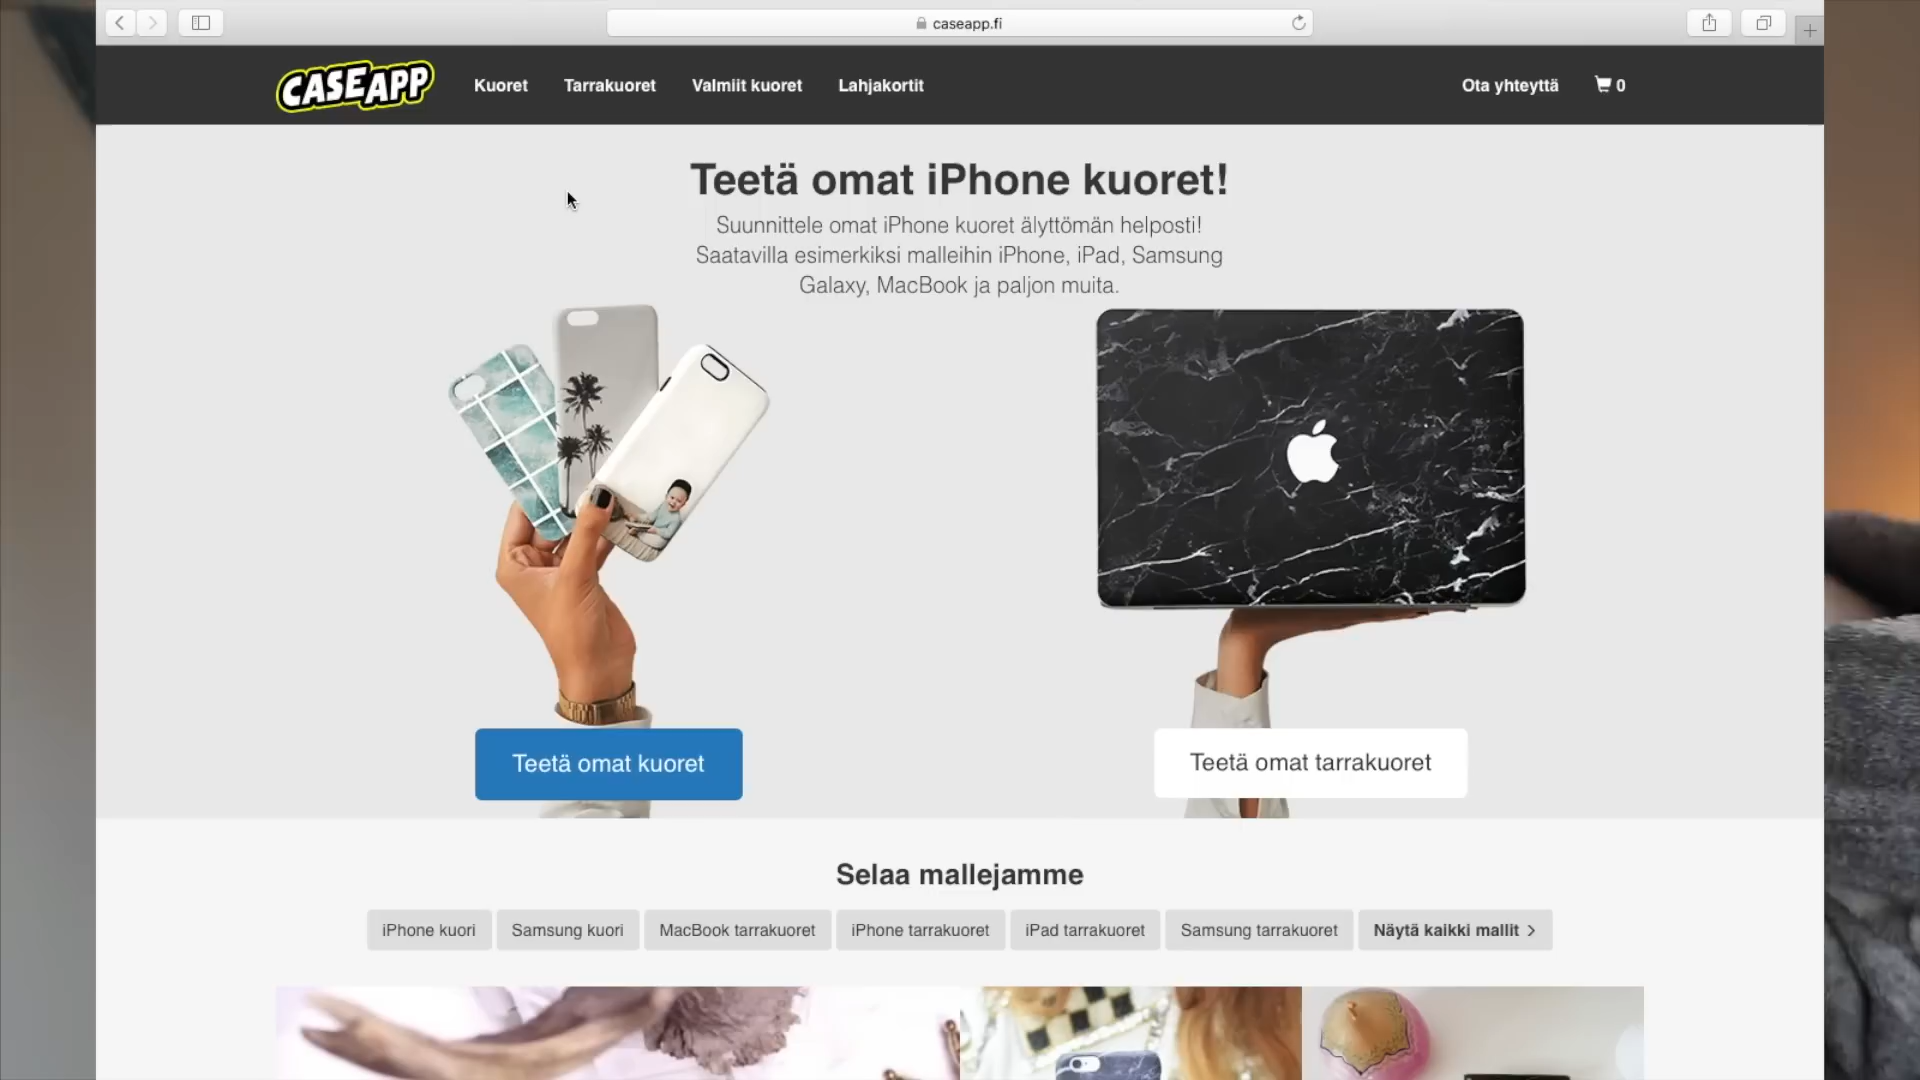 caseapp.fi
CASEAPP
Kuoret
Tarrakuoret
Valmiit kuoret
Lahjakortit
Ota yhteyttä
0
Teetä omat iPhone kuoret!
Suunnittele omat iPhone kuoret älyttömän helposti!
Saatavilla esimerkiksi malleihin iPhone, iPad, Samsung
Galaxy, MacBook ja paljon muita.
Teetä omat kuoret
Teetä omat tarrakuoret
Selaa mallejamme
iPhone kuori
Samsung kuori
MacBook tarrakuoret
iPhone tarrakuoret
iPad tarrakuoret
Samsung tarrakuoret
Näytä kaikki mallit